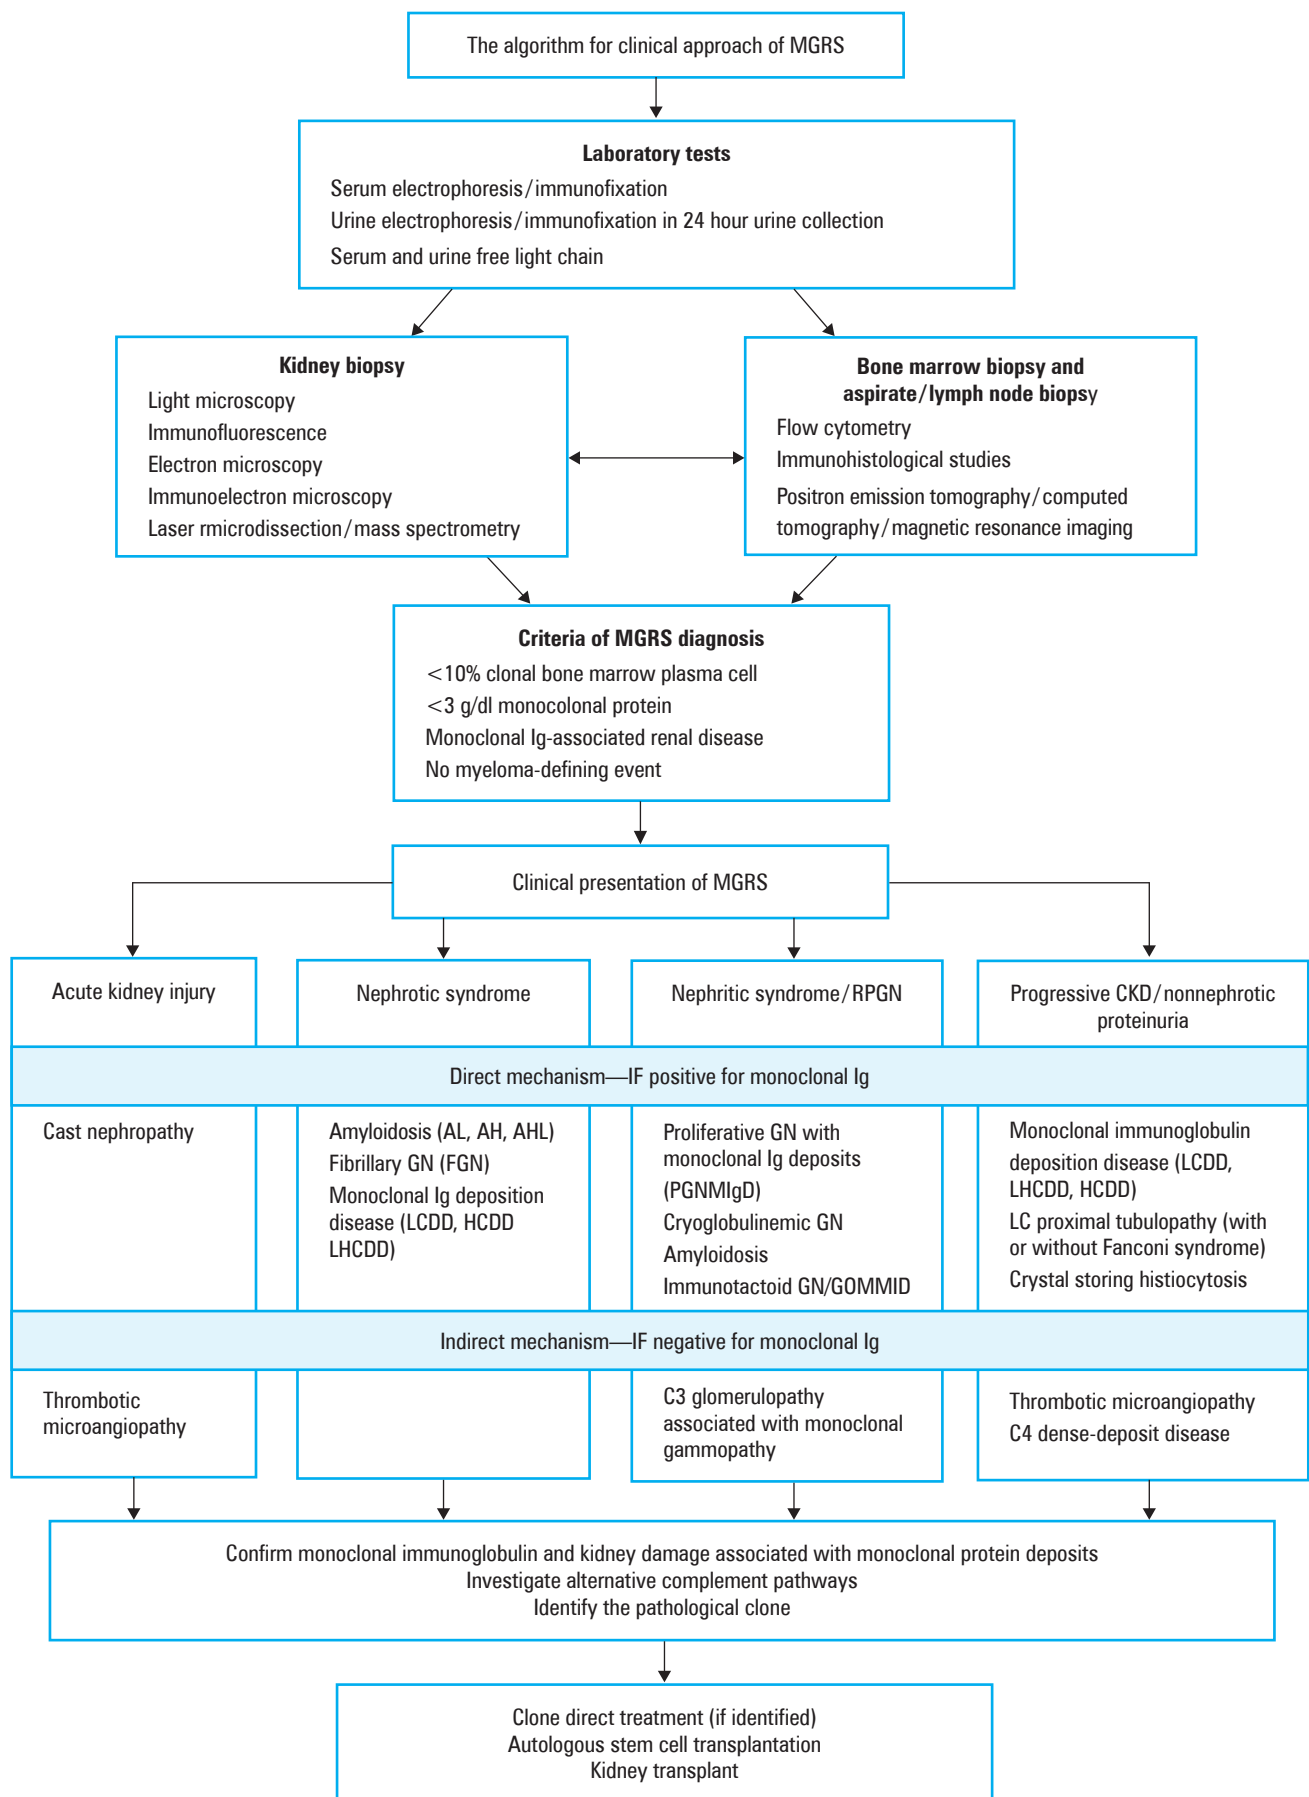 The algorithm for clinical approach of MGRS
Laboratory tests
Serum electrophoresis/immunofixation
Urine electrophoresis/immunofixation in 24 hour urine collection
Serum and urine free light chain
Kidney biopsy
Light microscopy
Immunofluorescence
Electron microscopy
Immunoelectron microscopy
Laser rmicrodissection/mass spectrometry
Bone marrow biopsy and
aspirate/lymph node biopsy
Flow cytometry
Immunohistological studies
Positron emission tomography/computed
tomography/magnetic resonance imaging
Criteria of MGRS diagnosis
<10% clonal bone marrow plasma cell
<3 g/dl monocolonal protein
Monoclonal Ig-associated renal disease
No myeloma-defining event
Clinical presentation of MGRS
Acute kidney injury
Nephrotic syndrome
Nephritic syndrome/RPGN
Progressive CKD/nonnephrotic
proteinuria
Direct mechanism—IF positive for monoclonal Ig
Cast nephropathy
Amyloidosis (AL, AH, AHL)
Fibrillary GN (FGN)
Monoclonal Ig deposition
disease (LCDD, HCDD
LHCDD)
Proliferative GN with
monoclonal Ig deposits
(PGNMIgD)
Cryoglobulinemic GN
Amyloidosis
Immunotactoid GN/GOMMID
Monoclonal immunoglobulin
deposition disease (LCDD,
LHCDD, HCDD)
LC proximal tubulopathy (with
or without Fanconi syndrome)
Crystal storing histiocytosis
Indirect mechanism—IF negative for monoclonal Ig
Thrombotic
microangiopathy
C3 glomerulopathy
associated with monoclonal
gammopathy
Thrombotic microangiopathy
C4 dense-deposit disease
Confirm monoclonal immunoglobulin and kidney damage associated with monoclonal protein deposits
Investigate alternative complement pathways
Identify the pathological clone
Clone direct treatment (if identified)
Autologous stem cell transplantation
Kidney transplant